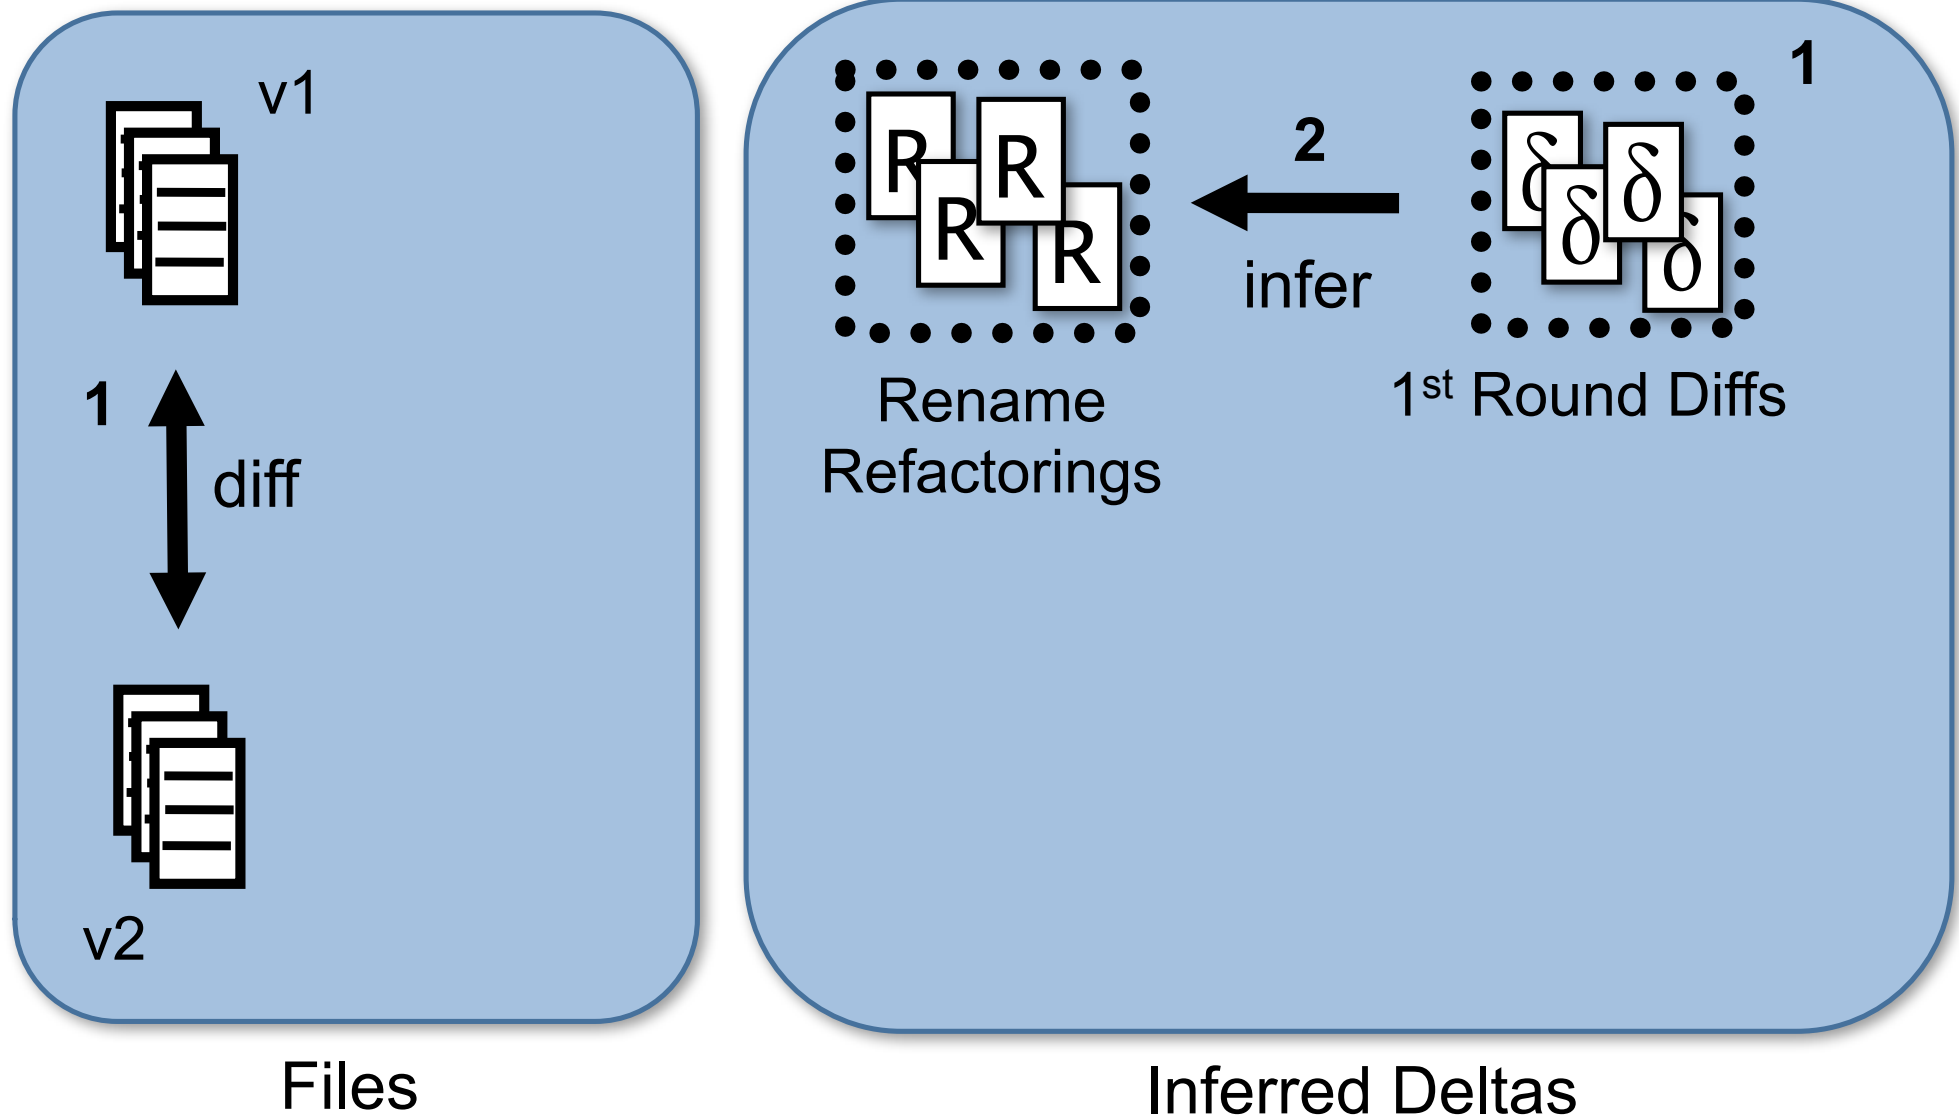 v1
1
diff
v2
Files
R
R
R
R
2
infer
δ
δ
δ
δ
1
Rename
Refactorings
1st Round Diffs
Inferred Deltas